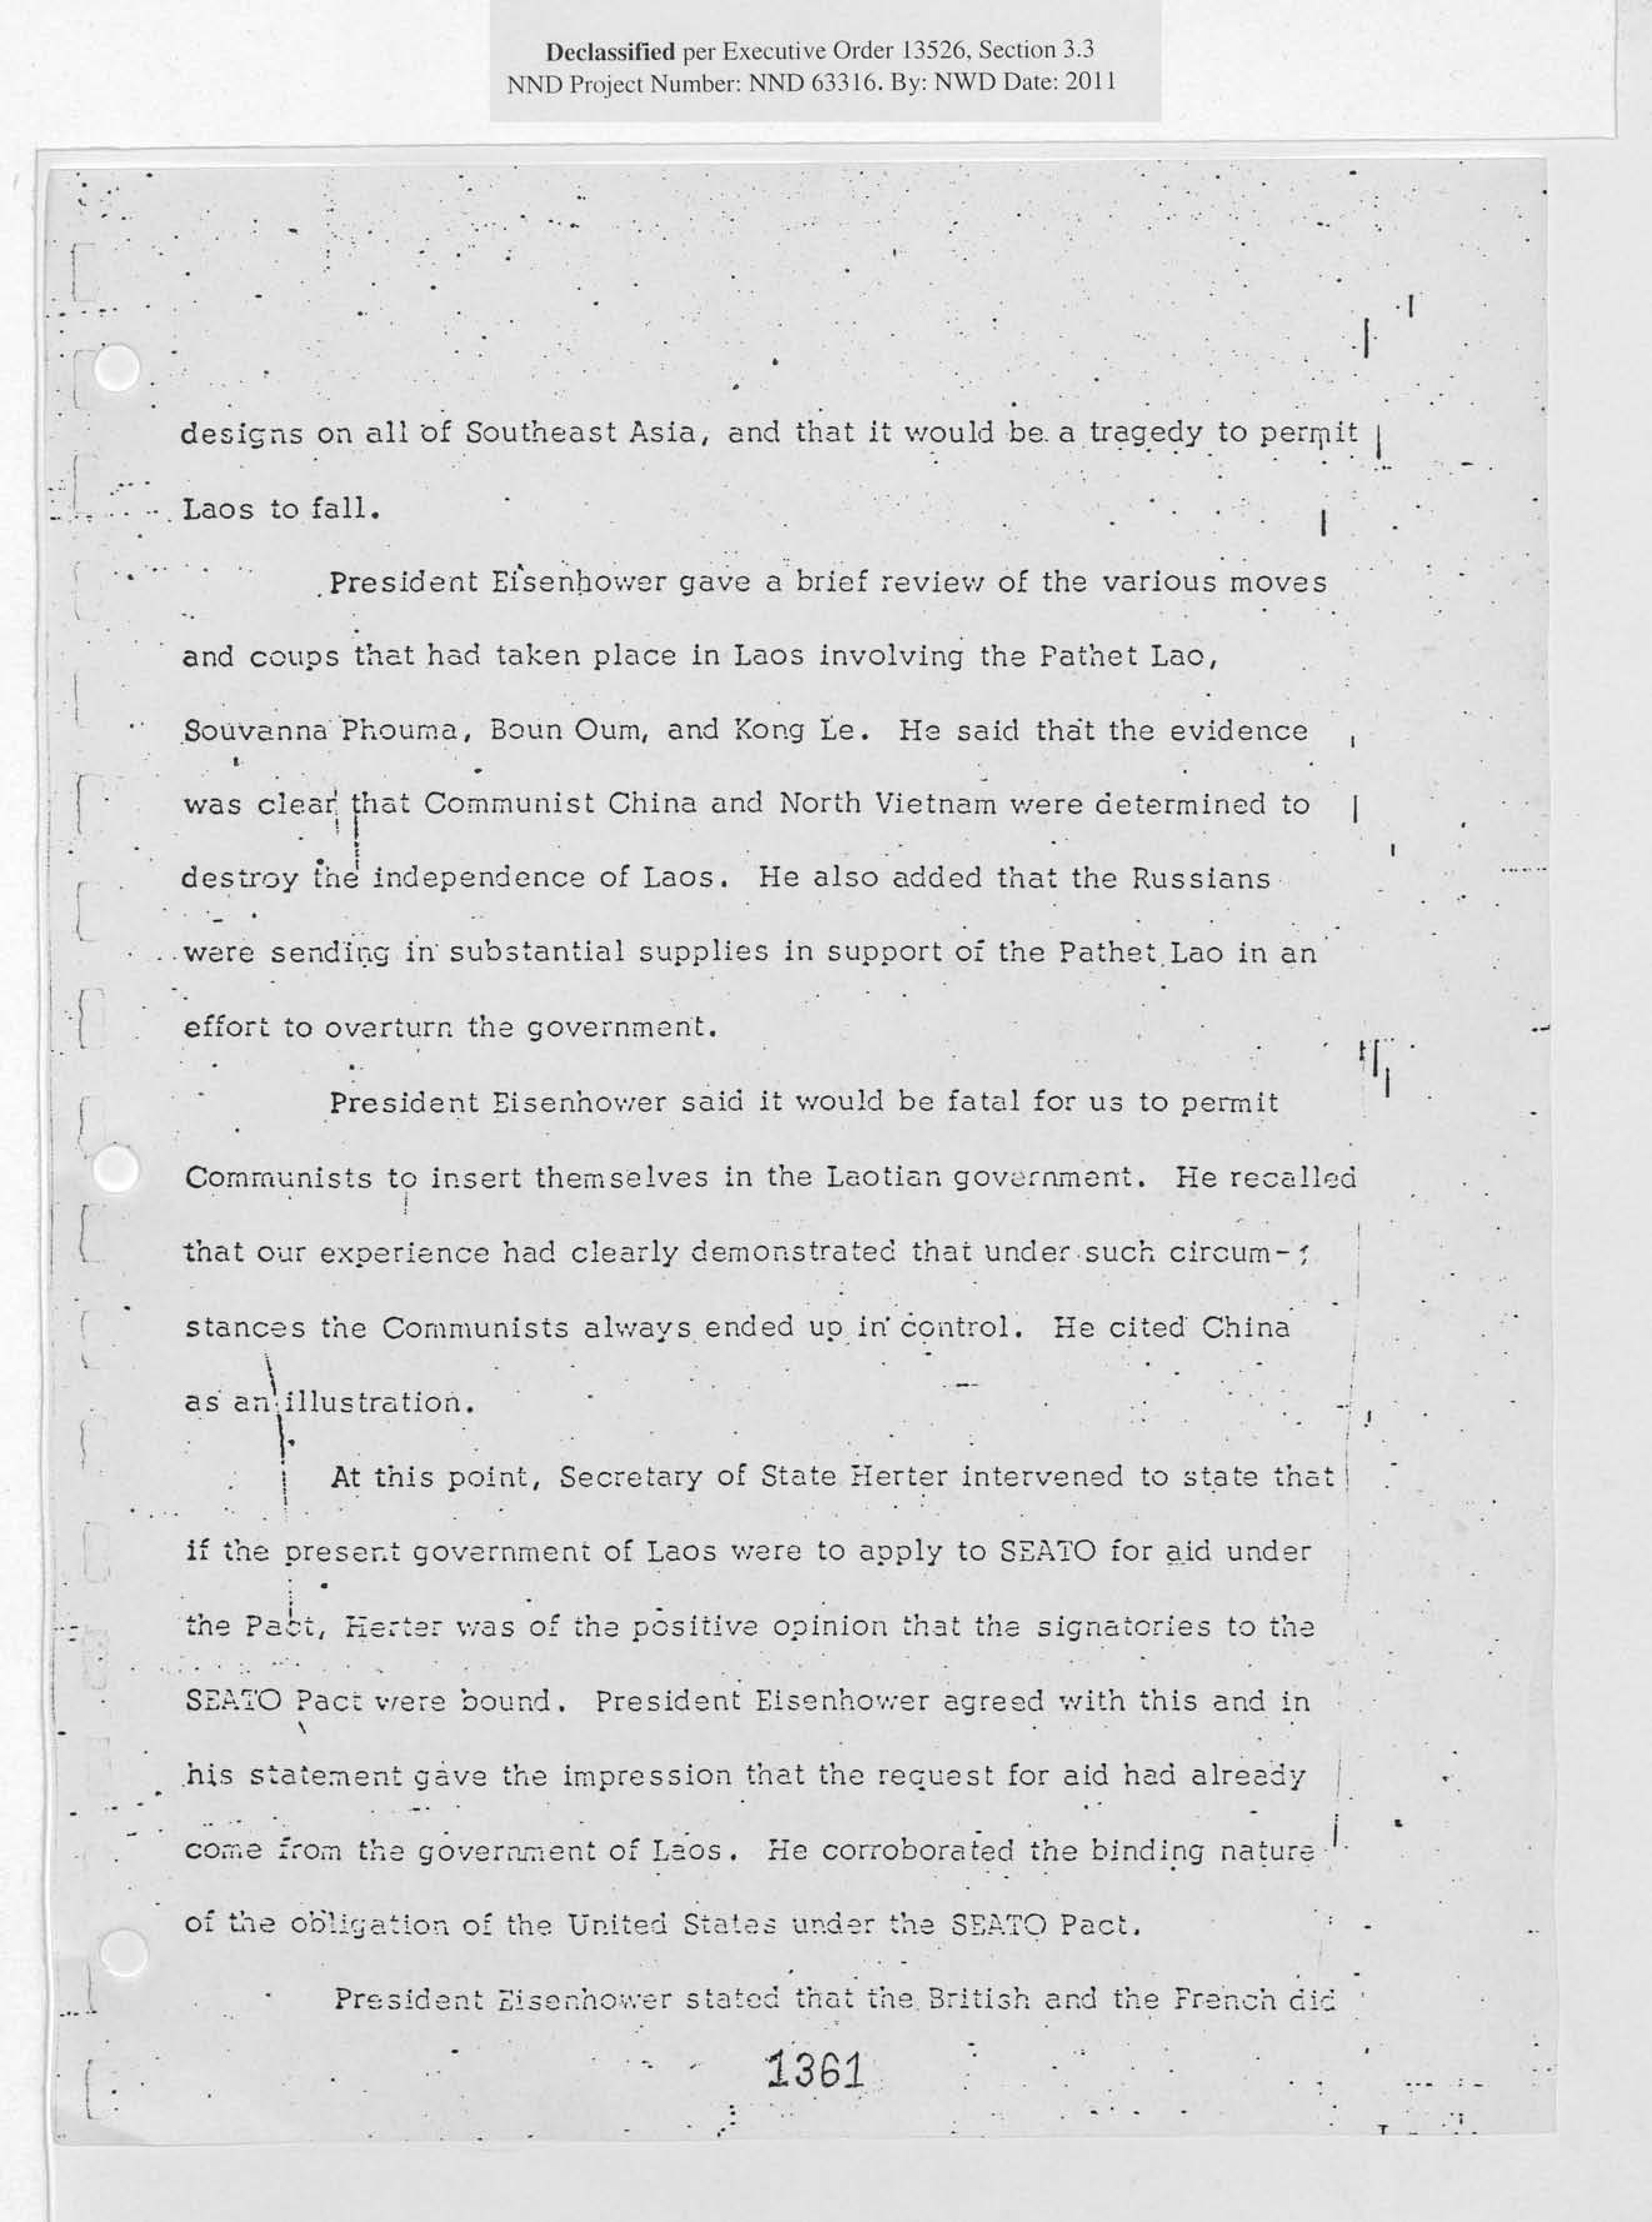 Declassified per Executive Order 13526, Section 3.3
NND Project Number: NND 63316. By: NWD Date: 2011
designs on all of Southeast Asia, and that it would be a tragedy to permit
Laos to fall.
President Eisenhower gave a brief review of the various moves
and coups that had taken place in Laos involving the Pathet Lao,
Souvanna Phouma, Boun Oum, and Kong Le. He said that the evidence
was clear that Communist China and North Vietnam were determined to
destroy the independence of Laos. He also added that the Russians
were sending in substantial supplies in support of the Pathet Lao in an
effort to overturn the government.
President Eisenhower said it would be fatal for us to permit
Communists to insert themselves in the Laotian government. He recalled
that our experience had clearly demonstrated that under such circum-
stances the Communists always ended up in control. He cited China
as an illustration.
At this point, Secretary of State Herter intervened to state that
if the present government of Laos were to apply to SEATO for aid under
the Pact, Herter was of the positive opinion that the signatories to the
SEATO Pact were bound. President Eisenhower agreed with this and in
his statement gave the impression that the request for aid had already
come from the government of Laos. He corroborated the binding nature
of the obligation of the United States under the SEATO Pact.
President Eisenhower stated that the British and the French did
1361